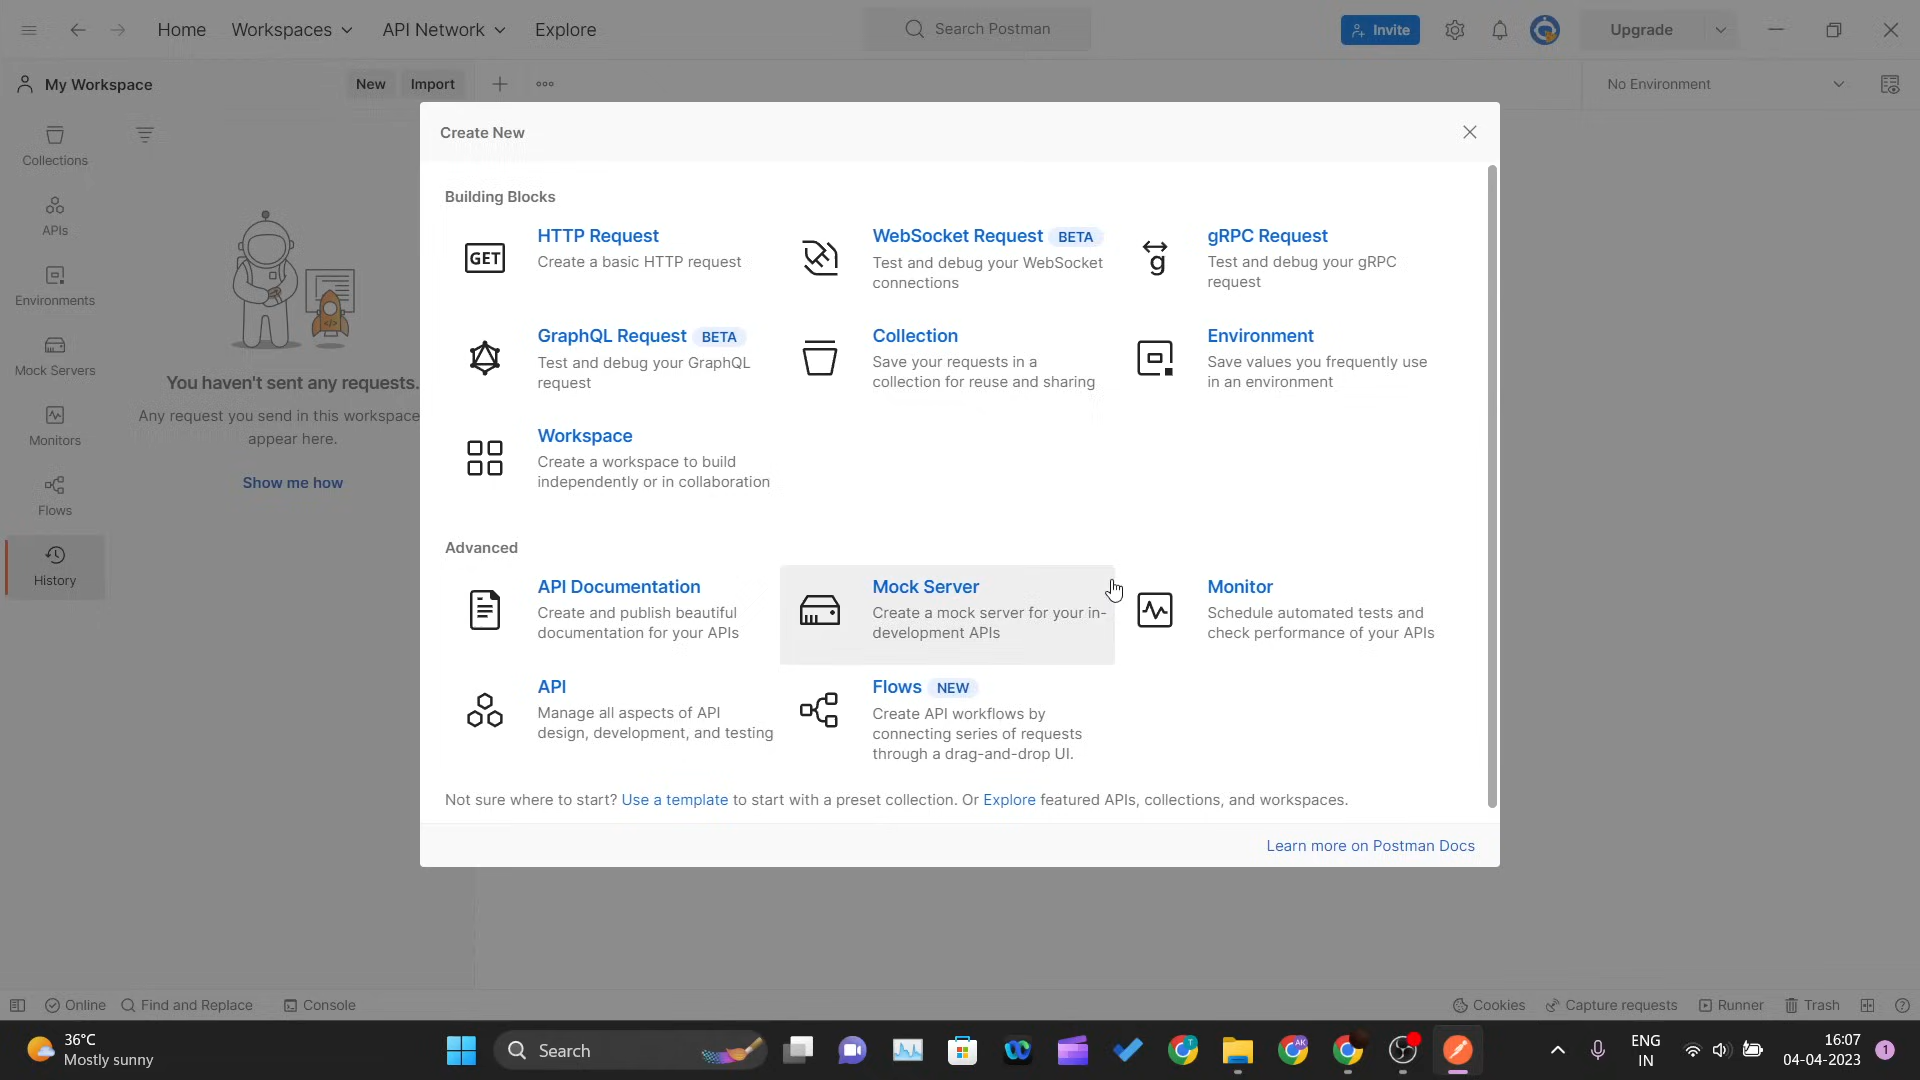 Home Workspaces API Network Explore Search Postman Invite Upgrade
My Workspace New Import No Environment
Collections
APIs
Environments
Mock Servers
Monitors
Flows
History
You haven't sent any requests.
Any request you send in this workspace
appear here.
Show me how
Create New
Building Blocks
GET
HTTP Request
Create a basic HTTP request
WebSocket Request BETA
Test and debug your WebSocket
connections
g
gRPC Request
Test and debug your gRPC
request
GraphQL Request BETA
Test and debug your GraphQL
request
Collection
Save your requests in a
collection for reuse and sharing
Environment
Save values you frequently use
in an environment
Workspace
Create a workspace to build
independently or in collaboration
Advanced
API Documentation
Create and publish beautiful
documentation for your APIs
Mock Server
Create a mock server for your in-
development APIs
Monitor
Schedule automated tests and
check performance of your APIs
API
Manage all aspects of API
design, development, and testing
Flows NEW
Create API workflows by
connecting series of requests
through a drag-and-drop UI.
Not sure where to start? Use a template to start with a preset collection. Or Explore featured APIs, collections, and workspaces.
Learn more on Postman Docs
Online Find and Replace Console Cookies Capture requests Runner Trash
36°C
Mostly sunny
Search
T
AK
ENG
IN
16:07
04-04-2023
1